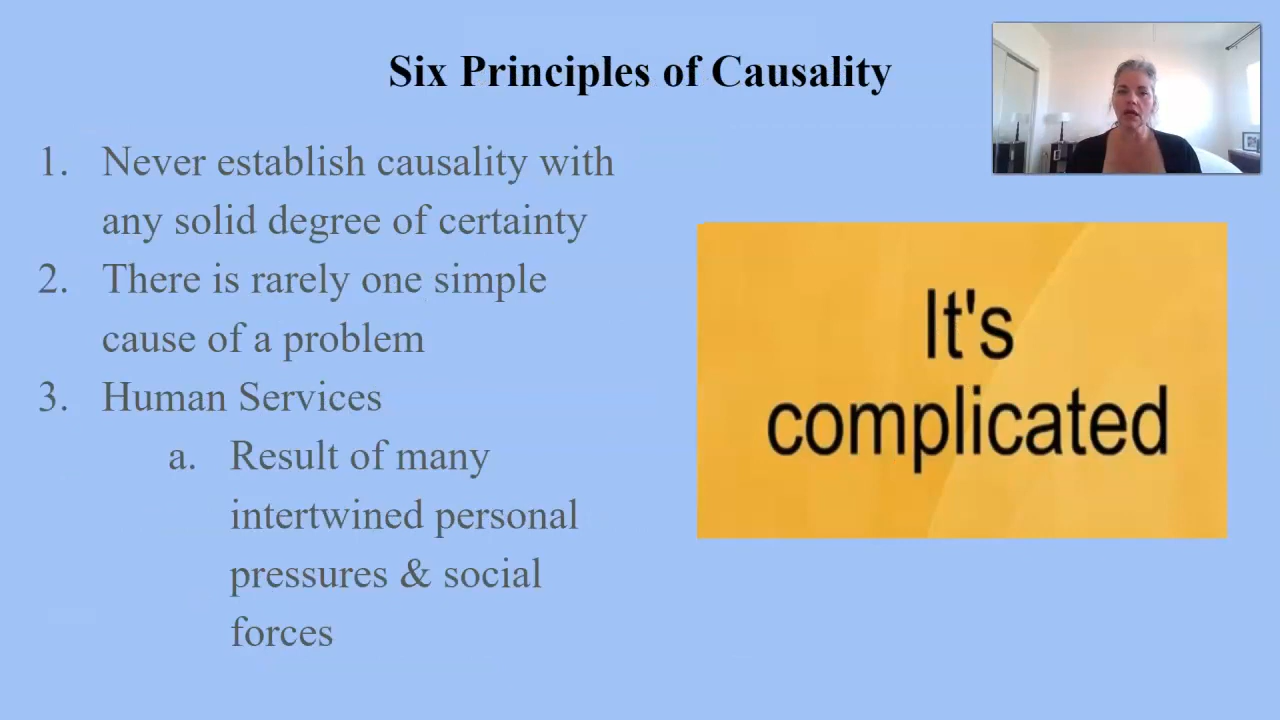 Six Principles of Causality
1. Never establish causality with
any solid degree of certainty
2. There is rarely one simple
cause of a problem
3. Human Services
a. Result of many
intertwined personal
pressures & social
forces
It's
complicated